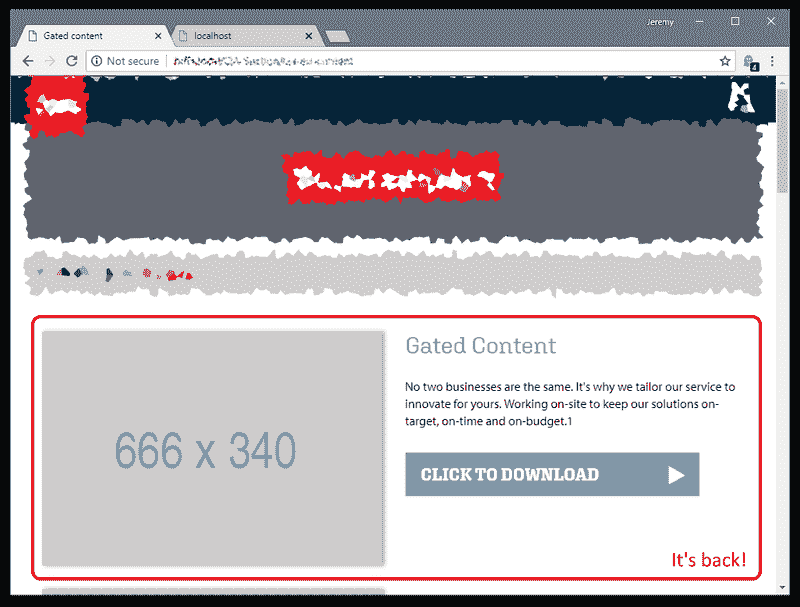 Jeremy
Gated content
localhost
Not secure
4
666 x 340
Gated Content
No two businesses are the same. It's why we tailor our service to
innovate for yours. Working on-site to keep our solutions on-
target, on-time and on-budget.1
CLICK TO DOWNLOAD
It's back!